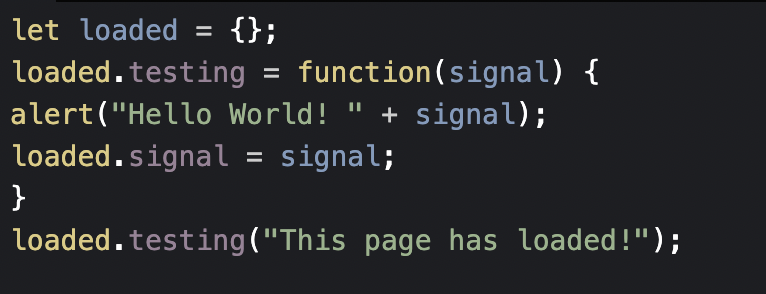 let loaded = {};
loaded.testing = function(signal) {
alert("Hello World! " + signal);
loaded.signal = signal;
}
loaded.testing("This page has loaded!");